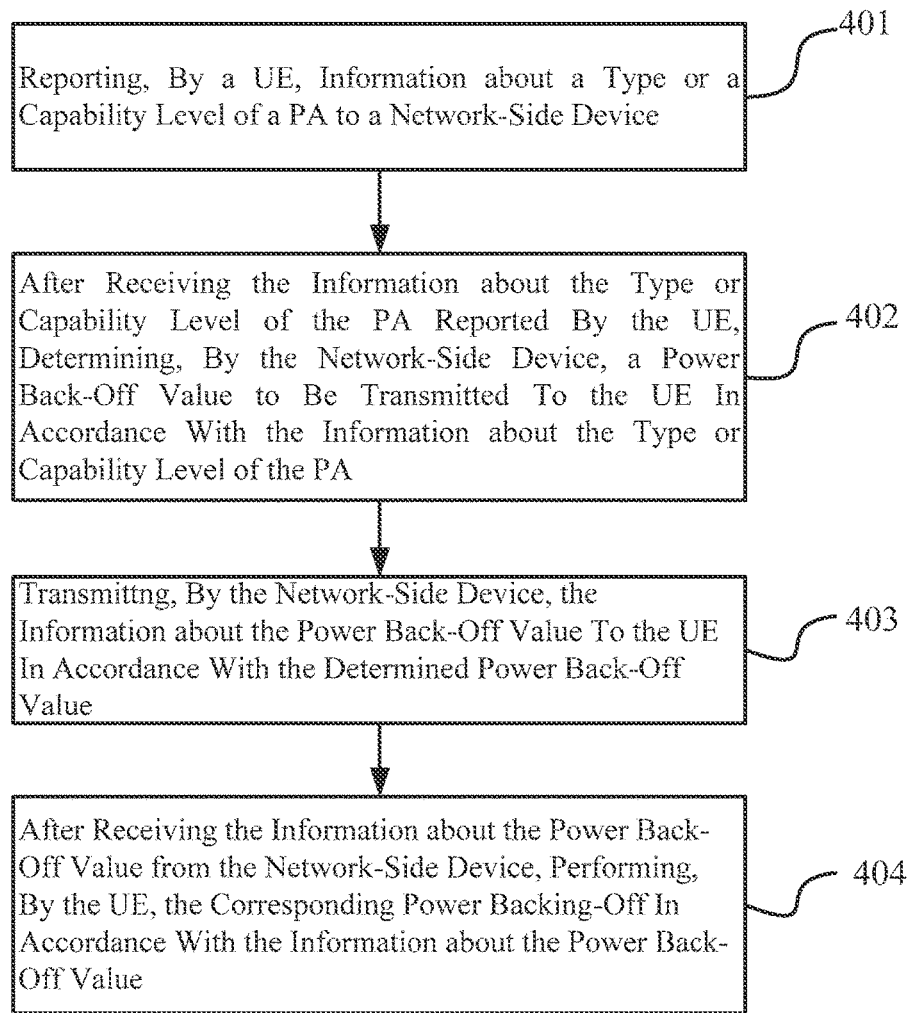 401
Reporting, By a UE, Information about a Type or a
Capability Level of a PA to a Network-Side Device
After Receiving the Information about the Type or
Capability Level of the PA Reported By the UE,
Determining, By the Network-Side Device, a Power
Back-Off Value to Be Transmitted To the UE In
Accordance With the Information about the Type or
Capability Level of the PA
402
Transmittng, By the Network-Side Device, the
Information about the Power Back-Off Value To the UE
In Accordance With the Determined Power Back-Off
Value
403
After Receiving the Information about the Power Back-
Off Value from the Network-Side Device, Performing,
By the UE, the Corresponding Power Backing-Off In
Accordance With the Information about the Power Back-
Off Value
404